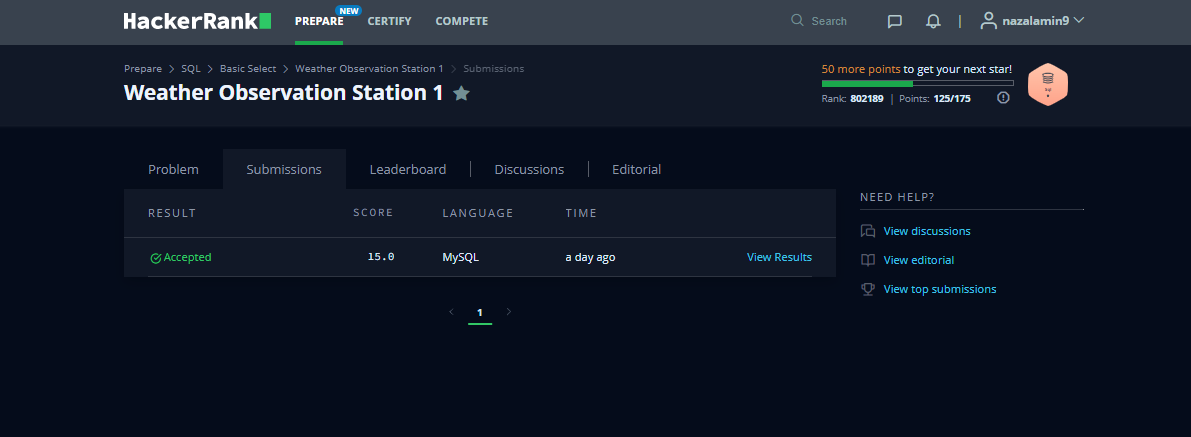 HackerRank
PREPARE NEW CERTIFY COMPETE Search nazalamin9
Prepare > SQL > Basic Select > Weather Observation Station 1 > Submissions
Weather Observation Station 1
50 more points to get your next star!
Rank: 802189 | Points: 125/175
Sql
Problem Submissions Leaderboard Discussions Editorial
RESULT SCORE LANGUAGE TIME
Accepted 15.0 MySQL a day ago View Results
1
NEED HELP?
View discussions
View editorial
View top submissions